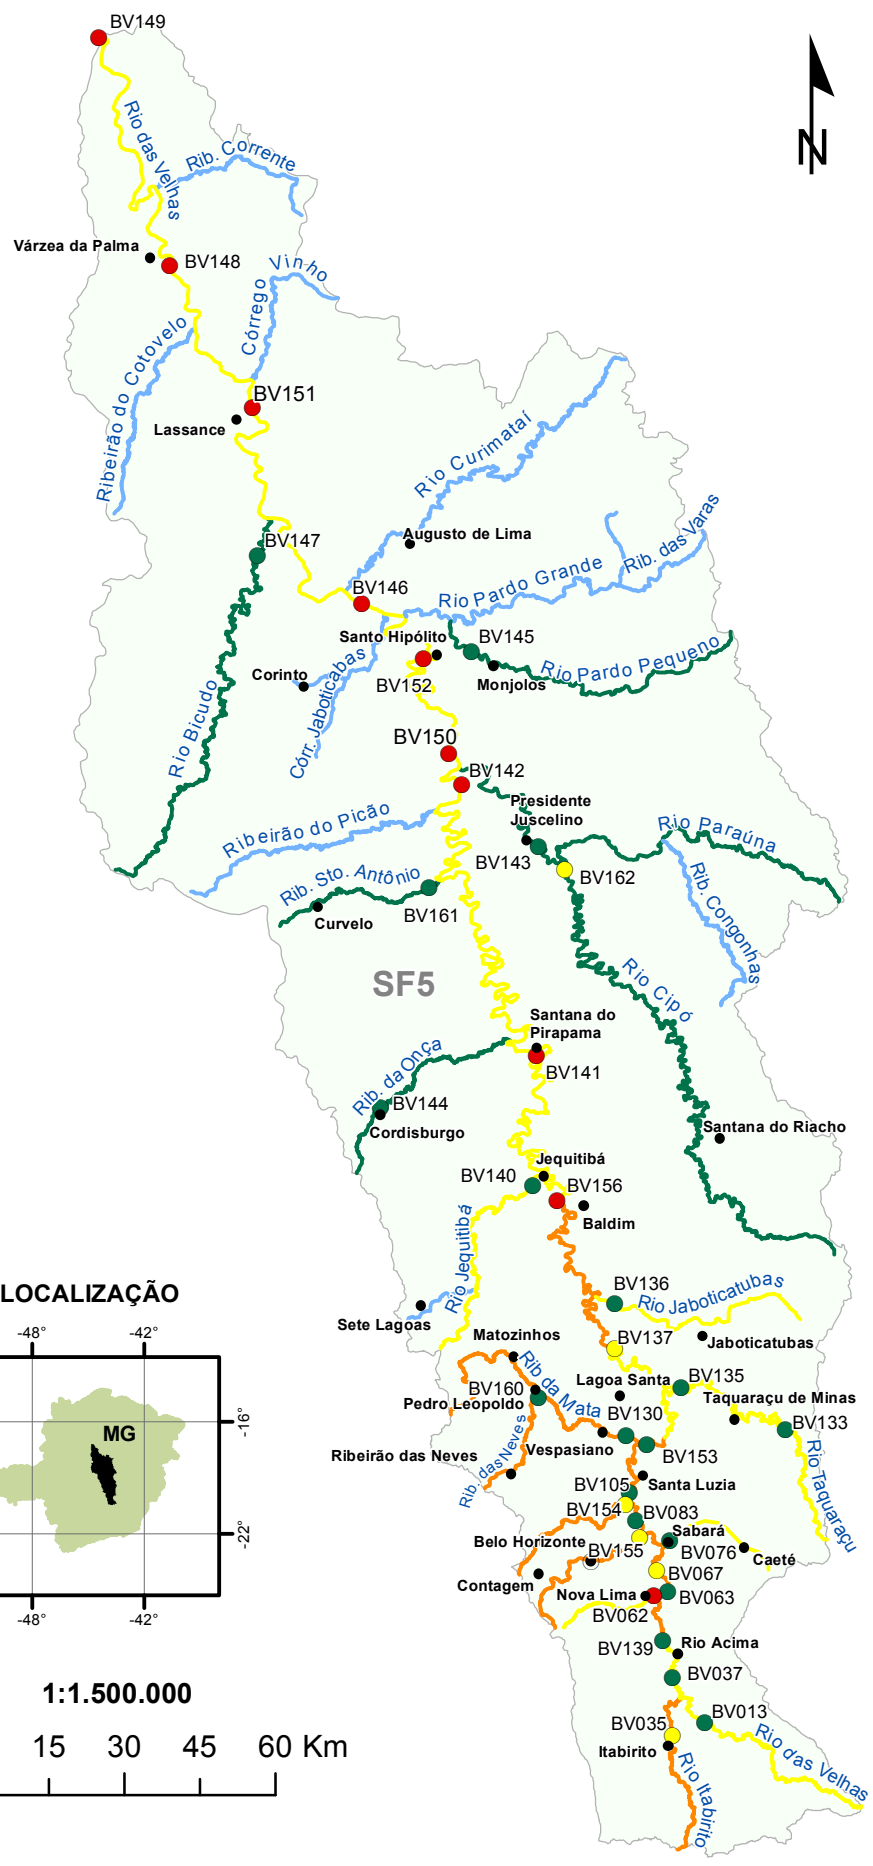 BV149
N
Rio das Velhas
Rib. Corrente
Várzea da Palma
BV148
Córrego Vinho
Ribeirão do Cotovelo
BV151
Lassance
Rio Curimataí
Augusto de Lima
Rib. das Varas
BV147
BV146
Rio Pardo Grande
Santo Hipólito
BV145
Rio Pardo Pequeno
Monjolos
Corinto
BV152
Córr. Jaboticabas
Rio Bicudo
BV150
BV142
Presidente
Juscelino
Ribeirão do Picão
Rio Paraúna
BV143
BV162
Rib. Sto. Antônio
BV161
Rib. Congonhas
Curvelo
SF5
Rio Cipó
Santana do
Pirapama
BV141
Rib. da Onça
BV144
Cordisburgo
Santana do Riacho
Jequitibá
BV140
BV156
Baldim
Rio Jequitibá
BV136
Rio Jaboticatubas
LOCALIZAÇÃO
Sete Lagoas
Matozinhos
BV137
Jaboticatubas
-48°
-42°
Rib da Mata
Lagoa Santa
BV135
BV160
Taquaraçu de Minas
Pedro Leopoldo
BV130
BV133
-16°
MG
Vespasiano
BV153
Ribeirão das Neves
Rib. das Neves
Santa Luzia
Rio Taquaraçu
BV105
BV154
BV083
-22°
Sabará
Belo Horizonte
BV155
BV076
Caeté
BV067
Contagem
Nova Lima
BV063
-48°
-42°
BV062
BV139
Rio Acima
BV037
1:1.500.000
BV013
BV035
Rio das Velhas
Itabirito
15 30 45 60 Km
Rio Itabirito